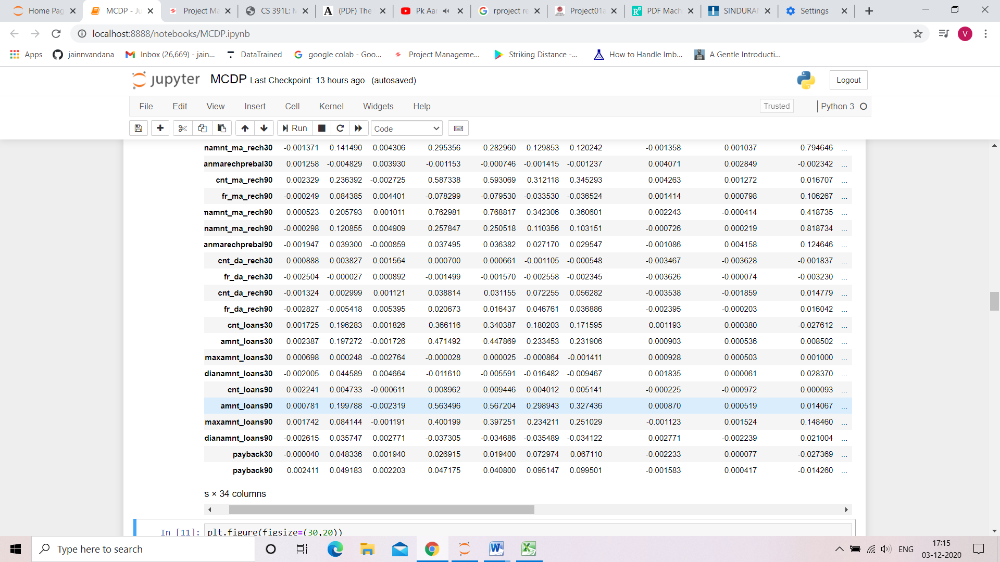 Home Pag
MCDP - Ju
Project Ma
CS 391L: M
(PDF) The
Pk Aar
rproject re
Project01a
PDF Mach
SINDURAN
Settings
localhost:8888/notebooks/MCDP.ipynb
V
Apps
jainnvandana
Inbox (26,669) - jain...
DataTrained
google colab - Goo...
Project Manageme...
Striking Distance -...
How to Handle Imb...
A Gentle Introducti...
jupyter MCDP Last Checkpoint: 13 hours ago (autosaved)
Logout
File Edit View Insert Cell Kernel Widgets Help
Trusted
Python 3
Run
Code
namnt_ma_rech30 -0.001371 0.141490 0.004306 0.295356 0.282960 0.129853 0.120242 -0.001358 0.001037 0.794646 ...
anmarechprebal30 0.001258 -0.004829 0.003930 -0.001153 -0.000746 -0.001415 -0.001237 0.004071 0.002849 -0.002342 ...
cnt_ma_rech90 0.002329 0.236392 -0.002725 0.587338 0.593069 0.312118 0.345293 0.004263 0.001272 0.016707 ...
fr_ma_rech90 -0.000249 0.084385 0.004401 -0.078299 -0.079530 -0.033530 -0.036524 0.001414 0.000798 0.106267 ...
mamnt_ma_rech90 0.000523 0.205793 0.001011 0.762981 0.768817 0.342306 0.360601 0.002243 -0.000414 0.418735 ...
namnt_ma_rech90 -0.000298 0.120855 0.004909 0.257847 0.250518 0.110356 0.103151 -0.000726 0.000219 0.818734 ...
anmarechprebal90 -0.001947 0.039300 -0.000859 0.037495 0.036382 0.027170 0.029547 -0.001086 0.004158 0.124646 ...
cnt_da_rech30 0.000888 0.003827 0.001564 0.000700 0.000661 -0.001105 -0.000548 -0.003467 -0.003628 -0.001837 ...
fr_da_rech30 -0.002504 -0.000027 0.000892 -0.001499 -0.001570 -0.002558 -0.002345 -0.003626 -0.000074 -0.003230 ...
cnt_da_rech90 -0.001324 0.002999 0.001121 0.038814 0.031155 0.072255 0.056282 -0.003538 -0.001859 0.014779 ...
fr_da_rech90 -0.002827 -0.005418 0.005395 0.020673 0.016437 0.046761 0.036886 -0.002395 -0.000203 0.016042 ...
cnt_loans30 0.001725 0.196283 -0.001826 0.366116 0.340387 0.180203 0.171595 0.001193 0.000380 -0.027612 ...
amnt_loans30 0.002387 0.197272 -0.001726 0.471492 0.447869 0.233453 0.231906 0.000903 0.000536 0.008502 ...
maxamnt_loans30 0.000698 0.000248 -0.002764 -0.000028 0.000025 -0.000864 -0.001411 0.000928 0.000503 0.001000 ...
dianamnt_loans30 -0.002005 0.044589 0.004664 -0.011610 -0.005591 -0.016482 -0.009467 0.001835 0.000061 0.028370 ...
cnt_loans90 0.002241 0.004733 -0.000611 0.008962 0.009446 0.004012 0.005141 -0.000225 -0.000972 0.000093 ...
amnt_loans90 0.000781 0.199788 -0.002319 0.563496 0.567204 0.298943 0.327436 0.000870 0.000519 0.014067 ...
maxamnt_loans90 0.001742 0.084144 -0.001191 0.400199 0.397251 0.234211 0.251029 -0.001123 0.001524 0.148460 ...
dianamnt_loans90 -0.002615 0.035747 0.002771 -0.037305 -0.034686 -0.035489 -0.034122 0.002771 -0.002239 0.021004 ...
payback30 -0.000040 0.048336 0.001940 0.026915 0.019400 0.072974 0.067110 -0.002233 0.000077 -0.027369 ...
payback90 0.002411 0.049183 0.002203 0.047175 0.040800 0.095147 0.099501 -0.001583 0.000417 -0.014260 ...
s × 34 columns
In [11]: plt.figure(figsize=(30,20))
Type here to search
ENG
17:15
03-12-2020